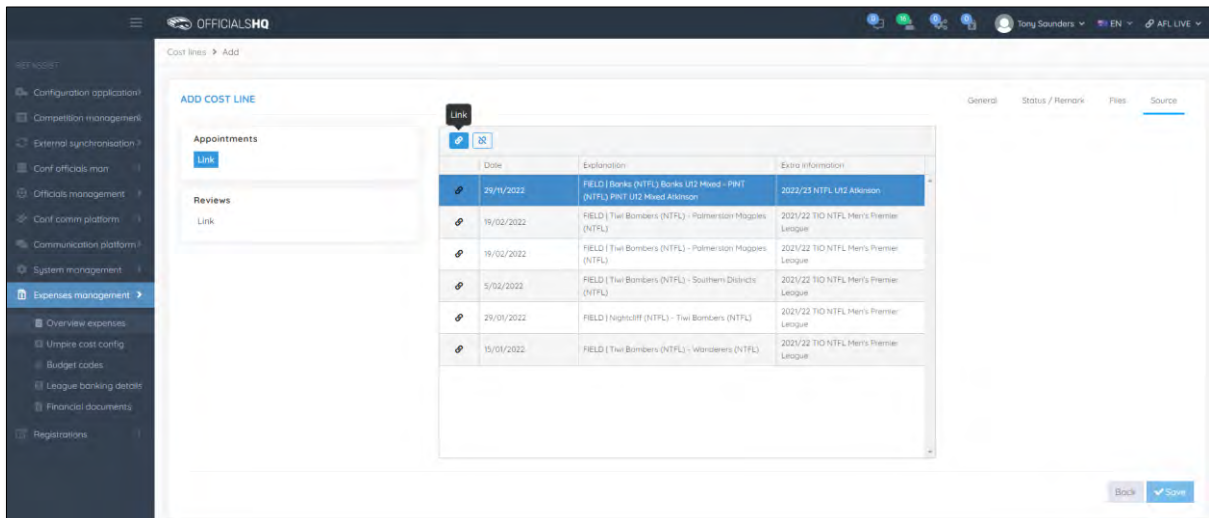 OFFICIALSHQ
Tony Saunders
EN
AFL LIVE
Cost lines > Add
Configuration application
Competition management
External synchronisation
Conf officials man
Officials management
Conf comm platform
Communication platform
System management
Expenses management
Overview expenses
Umpire cost config
Budget codes
League banking details
Financial documents
Registrations
ADD COST LINE
General Status / Remark Files Source
Appointments
Link
Reviews
Link
Link
Date Explanation Extra information
29/11/2022 FIELD | Banks (NTFL) Banks U12 Mixed - PINT
(NTFL) PINT U12 Mixed Atkinson
2022/23 NTFL U12 Atkinson
19/02/2022 FIELD | Tiwi Bombers (NTFL) - Palmerston Magpies
(NTFL)
2021/22 TIO NTFL Men's Premier
League
19/02/2022 FIELD | Tiwi Bombers (NTFL) - Palmerston Magpies
(NTFL)
2021/22 TIO NTFL Men's Premier
League
5/02/2022 FIELD | Tiwi Bombers (NTFL) - Southern Districts
(NTFL)
2021/22 TIO NTFL Men's Premier
League
29/01/2022 FIELD | Nightcliff (NTFL) - Tiwi Bombers (NTFL)
2021/22 TIO NTFL Men's Premier
League
15/01/2022 FIELD | Tiwi Bombers (NTFL) - Wanderers (NTFL)
2021/22 TIO NTFL Men's Premier
League
Back Save